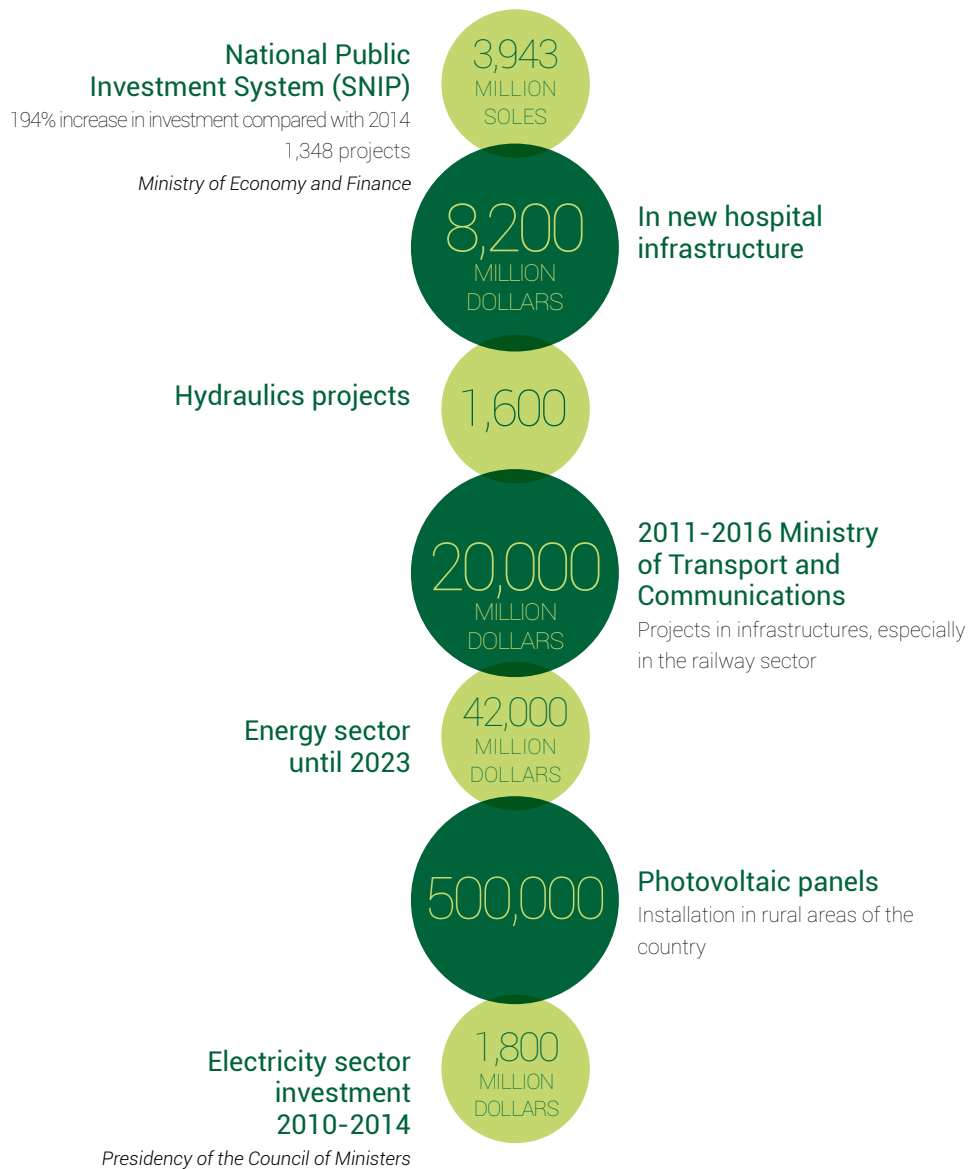 National Public
Investment System (SNIP)
194% increase in investment compared with 2014
1,348 projects
Ministry of Economy and Finance
3,943
MILLION
SOLES
8,200
MILLION
DOLLARS
In new hospital
infrastructure
Hydraulics projects
1,600
20,000
MILLION
DOLLARS
2011-2016 Ministry
of Transport and
Communications
Projects in infrastructures, especially
in the railway sector
Energy sector
until 2023
42,000
MILLION
DOLLARS
500,000
Photovoltaic panels
Installation in rural areas of the
country
Electricity sector
investment
2010-2014
Presidency of the Council of Ministers
1,800
MILLION
DOLLARS